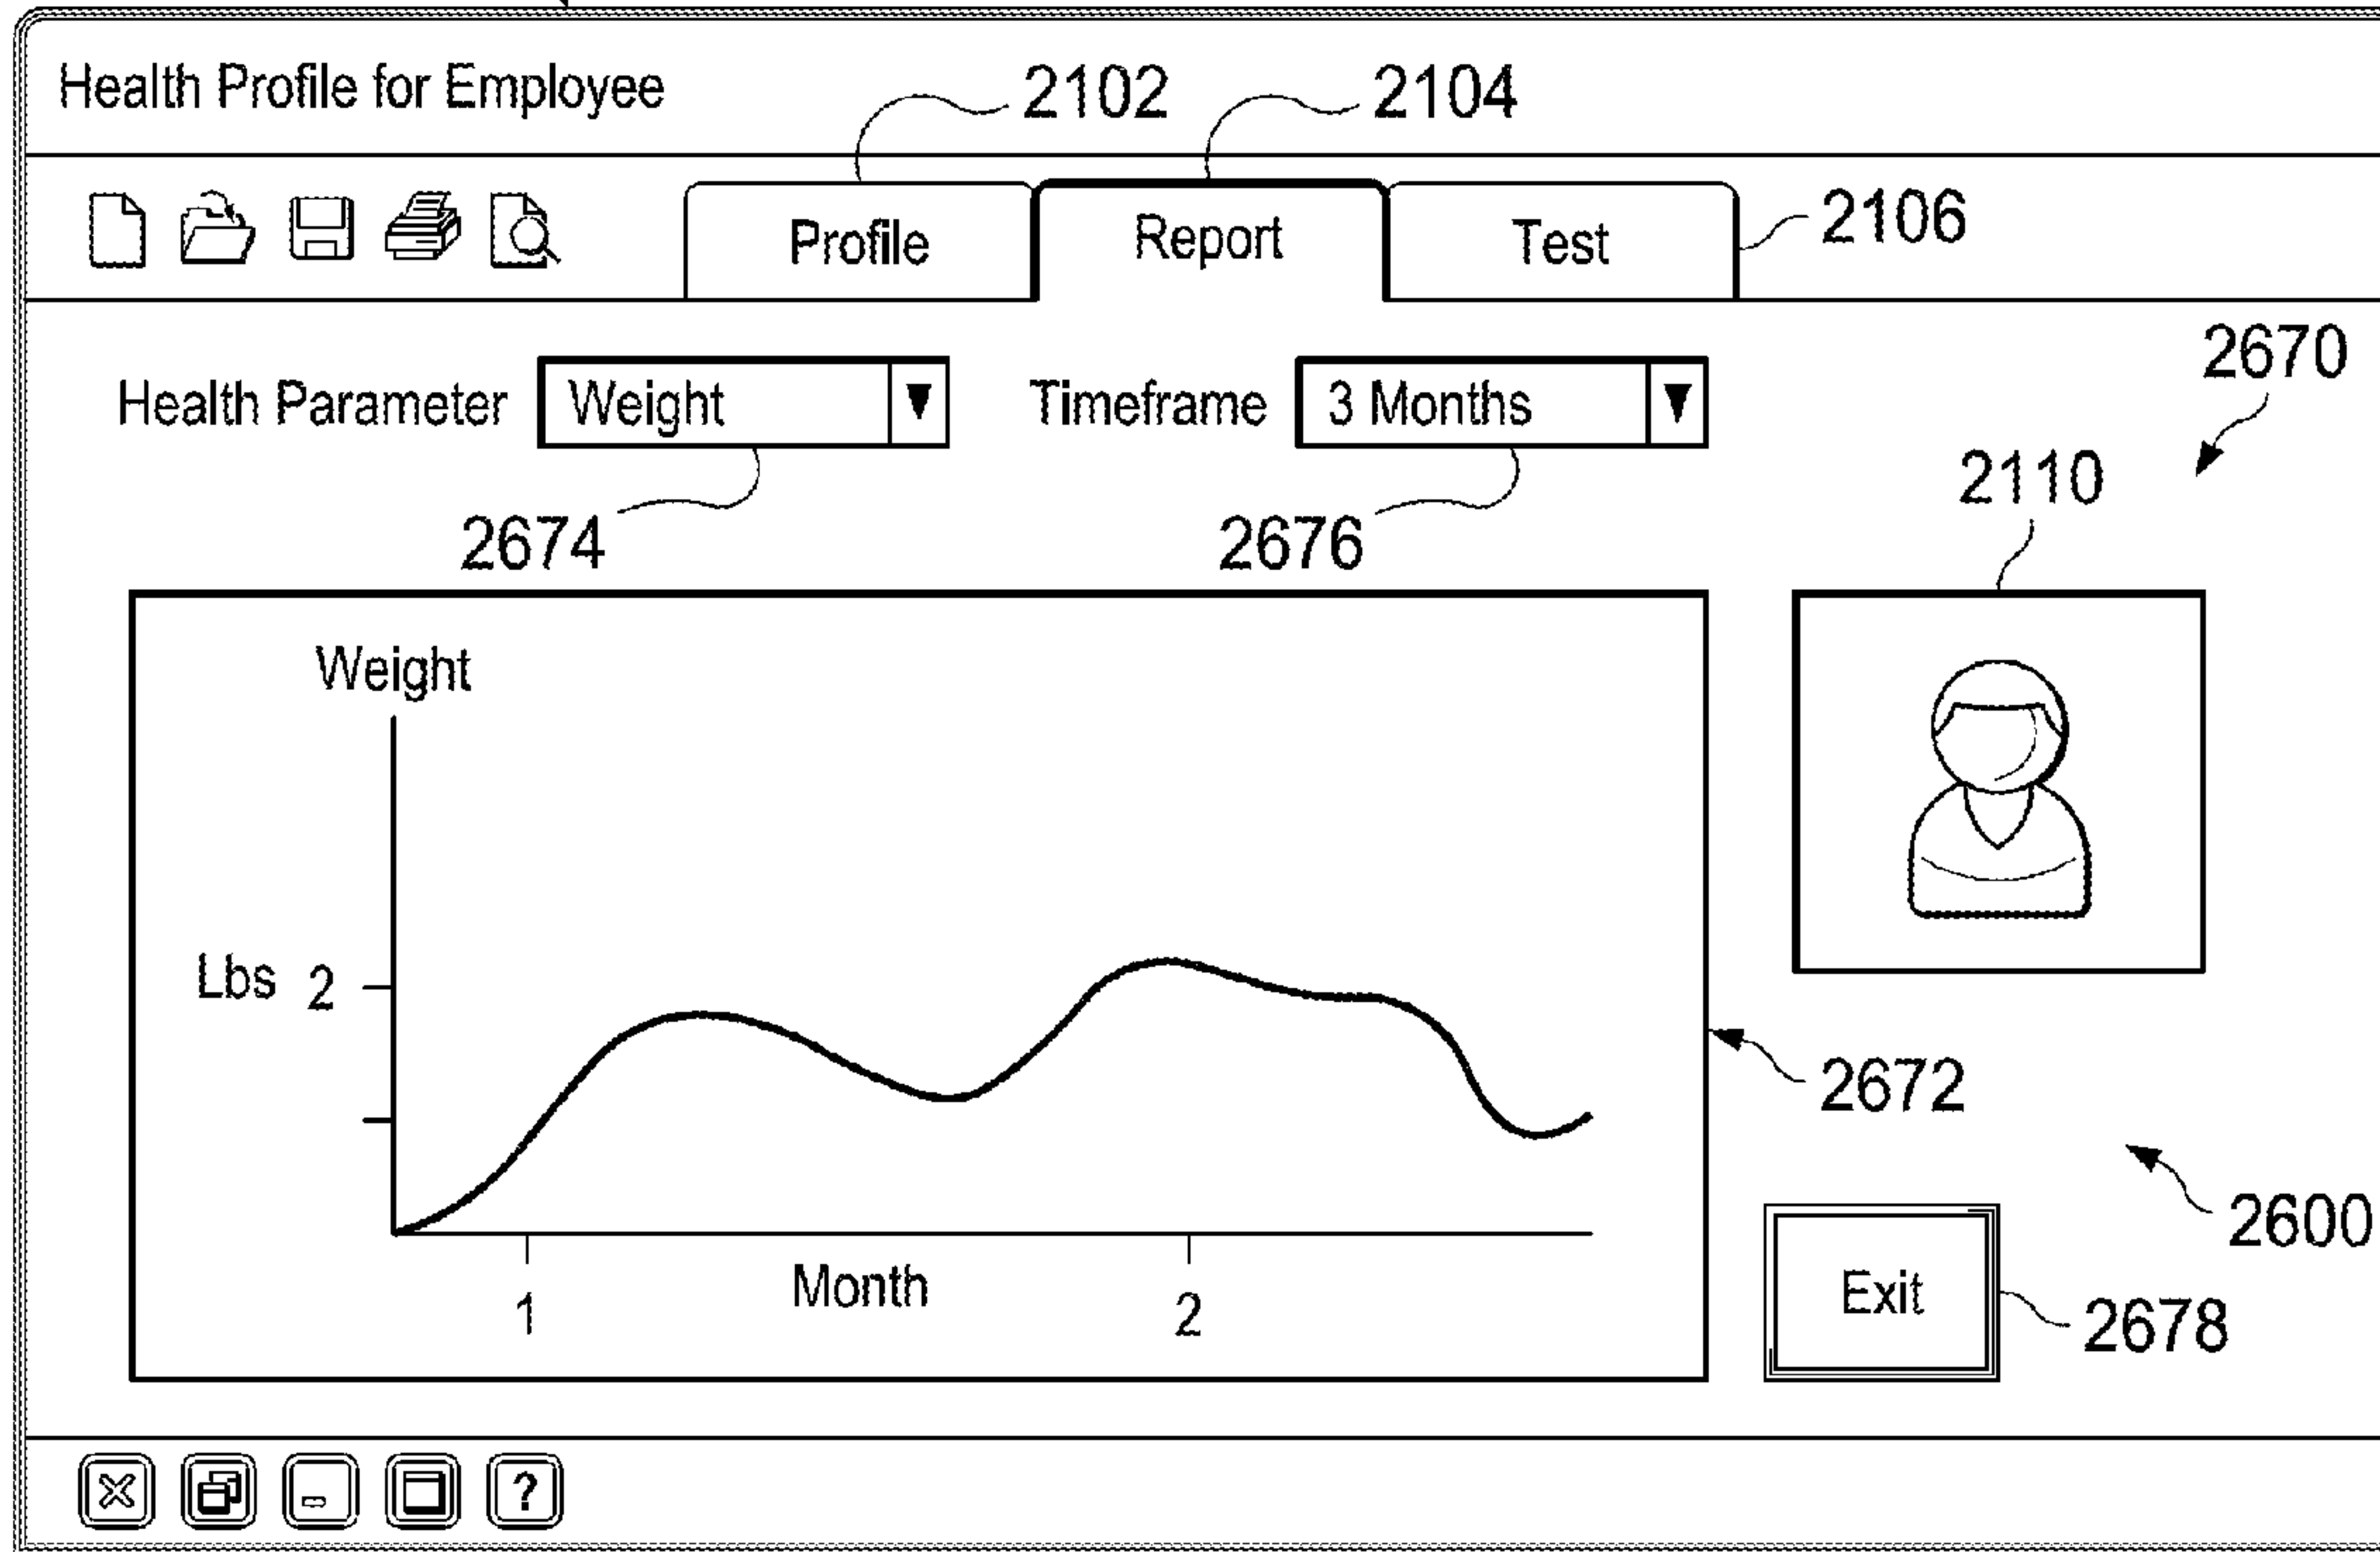 Health Profile for Employee
2102
2104
Profile
Report
Test
2106
Health Parameter
Weight
Timeframe
3 Months
2670
2674
2676
2110
Weight
Lbs 2
2672
2600
Month
1
2
Exit
2678
?